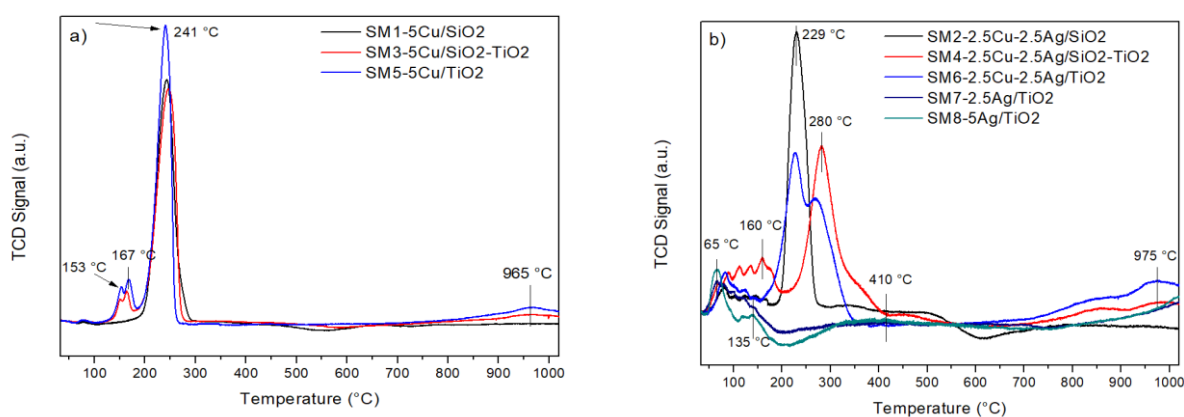 a)
241 °C
SM1-5Cu/SiO2
SM3-5Cu/SiO2-TiO2
SM5-5Cu/TiO2
153 °C
167 °C
965 °C
TCD Signal (a.u.)
100 200 300 400 500 600 700 800 900 1000
Temperature (°C)
b)
229 °C
SM2-2.5Cu-2.5Ag/SiO2
SM4-2.5Cu-2.5Ag/SiO2-TiO2
SM6-2.5Cu-2.5Ag/TiO2
SM7-2.5Ag/TiO2
SM8-5Ag/TiO2
280 °C
160 °C
65 °C
410 °C
975 °C
135 °C
TCD Signal (a.u.)
100 200 300 400 500 600 700 800 900 1000
Temperature (°C)